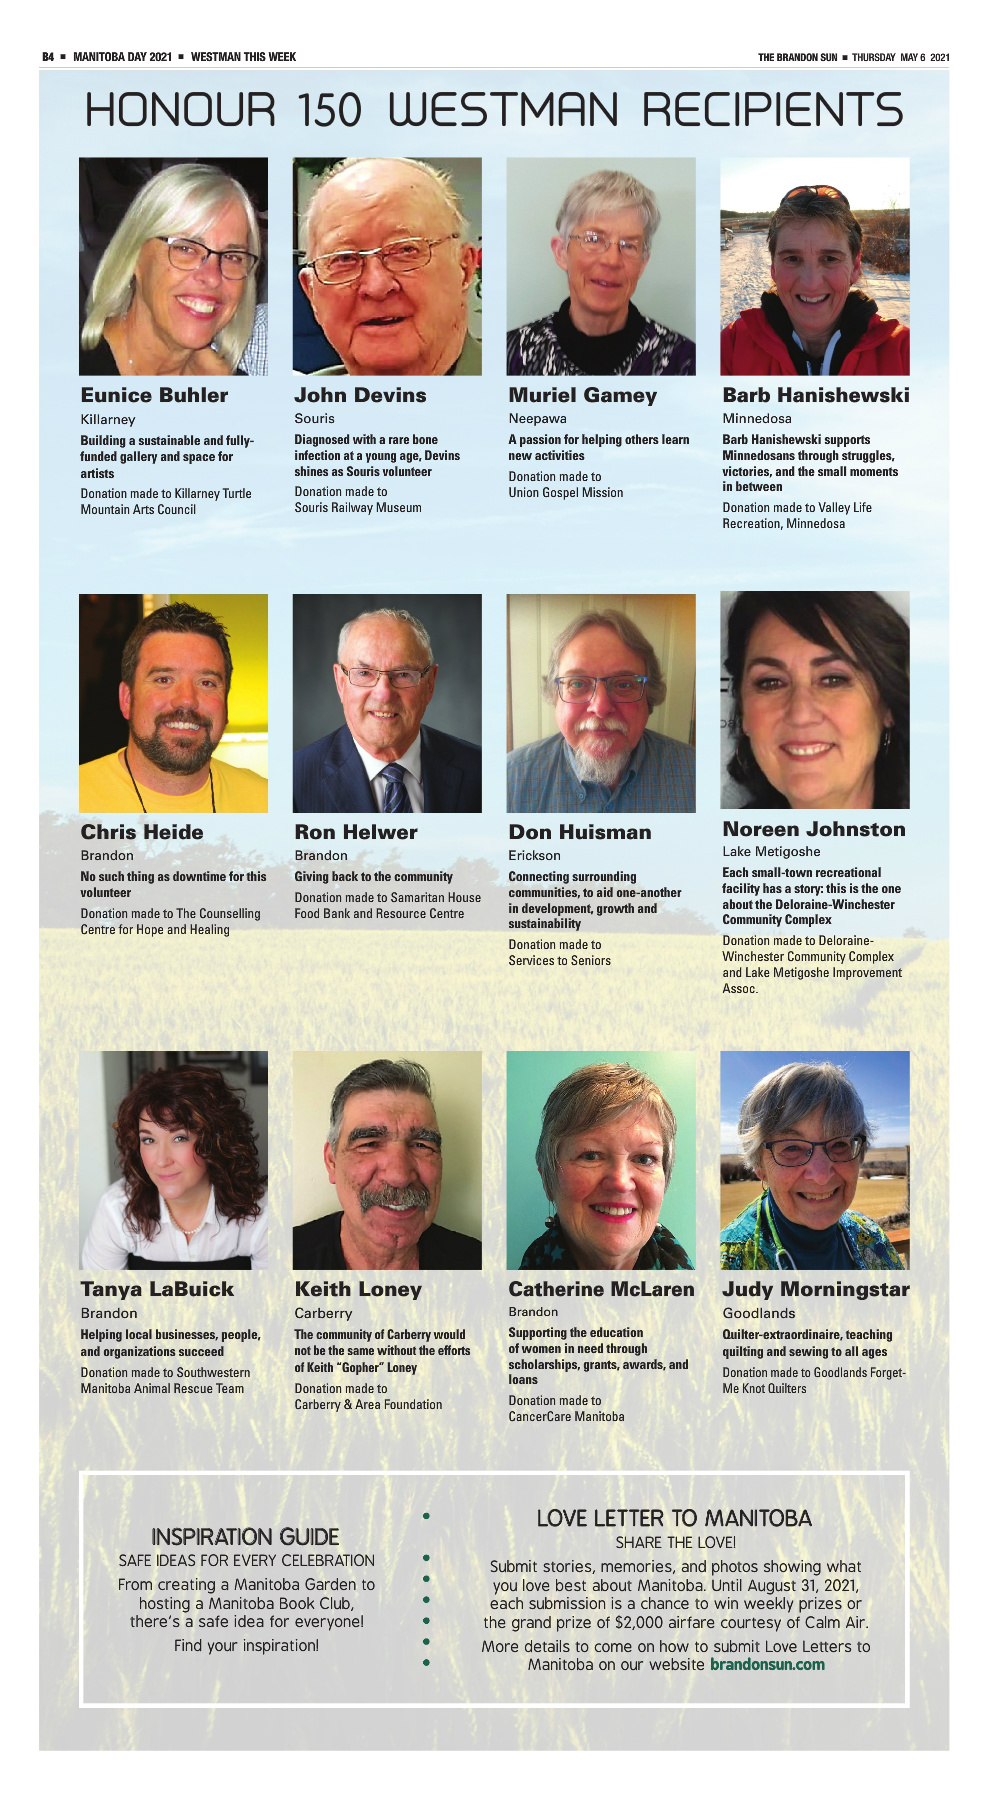 B4 ▪ MANITOBA DAY 2021 ▪ WESTMAN THIS WEEK
THE BRANDON SUN ▪ THURSDAY MAY 6 2021
HONOUR 150 WESTMAN RECIPIENTS
Eunice Buhler
Killarney
Building a sustainable and fully-
funded gallery and space for
artists
Donation made to Killarney Turtle
Mountain Arts Council
John Devins
Souris
Diagnosed with a rare bone
infection at a young age, Devins
shines as Souris volunteer
Donation made to
Souris Railway Museum
Muriel Gamey
Neepawa
A passion for helping others learn
new activities
Donation made to
Union Gospel Mission
Barb Hanishewski
Minnedosa
Barb Hanishewski supports
Minnedosans through struggles,
victories, and the small moments
in between
Donation made to Valley Life
Recreation, Minnedosa
Chris Heide
Brandon
No such thing as downtime for this
volunteer
Donation made to The Counselling
Centre for Hope and Healing
Ron Helwer
Brandon
Giving back to the community
Donation made to Samaritan House
Food Bank and Resource Centre
Don Huisman
Erickson
Connecting surrounding
communities, to aid one-another
in development, growth and
sustainability
Donation made to
Services to Seniors
Noreen Johnston
Lake Metigoshe
Each small-town recreational
facility has a story: this is the one
about the Deloraine-Winchester
Community Complex
Donation made to Deloraine-
Winchester Community Complex
and Lake Metigoshe Improvement
Assoc.
Tanya LaBuick
Brandon
Helping local businesses, people,
and organizations succeed
Donation made to Southwestern
Manitoba Animal Rescue Team
Keith Loney
Carberry
The community of Carberry would
not be the same without the efforts
of Keith “Gopher” Loney
Donation made to
Carberry & Area Foundation
Catherine McLaren
Brandon
Supporting the education
of women in need through
scholarships, grants, awards, and
loans
Donation made to
CancerCare Manitoba
Judy Morningstar
Goodlands
Quilter-extraordinaire, teaching
quilting and sewing to all ages
Donation made to Goodlands Forget-
Me Knot Quilters
INSPIRATION GUIDE
SAFE IDEAS FOR EVERY CELEBRATION
From creating a Manitoba Garden to
hosting a Manitoba Book Club,
there's a safe idea for everyone!
Find your inspiration!
LOVE LETTER TO MANITOBA
SHARE THE LOVE!
Submit stories, memories, and photos showing what
you love best about Manitoba. Until August 31, 2021,
each submission is a chance to win weekly prizes or
the grand prize of $2,000 airfare courtesy of Calm Air.
More details to come on how to submit Love Letters to
Manitoba on our website brandonsun.com